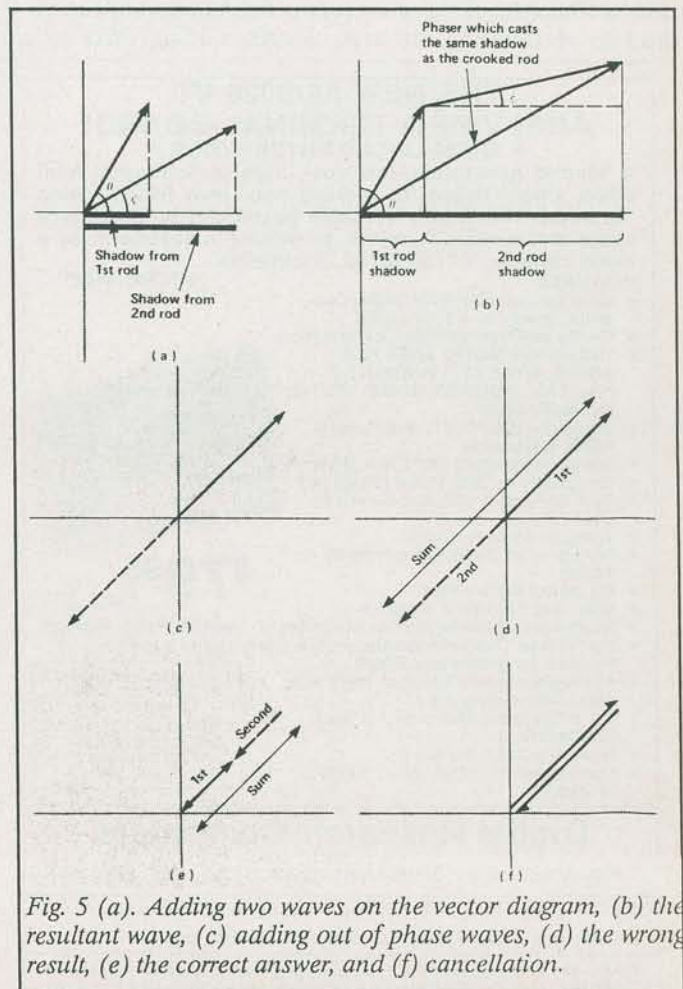 Phaser which casts
the same shadow
as the crooked rod
θ
Shadow from
1st rod
Shadow from
2nd rod
(a)
θ
1st rod
shadow
2nd rod
shadow
(b)
(c)
1st
Sum
2nd
(d)
Second
1st
Sum
(e)
(f)
Fig. 5 (a). Adding two waves on the vector diagram, (b) the
resultant wave, (c) adding out of phase waves, (d) the wrong
result, (e) the correct answer, and (f) cancellation.